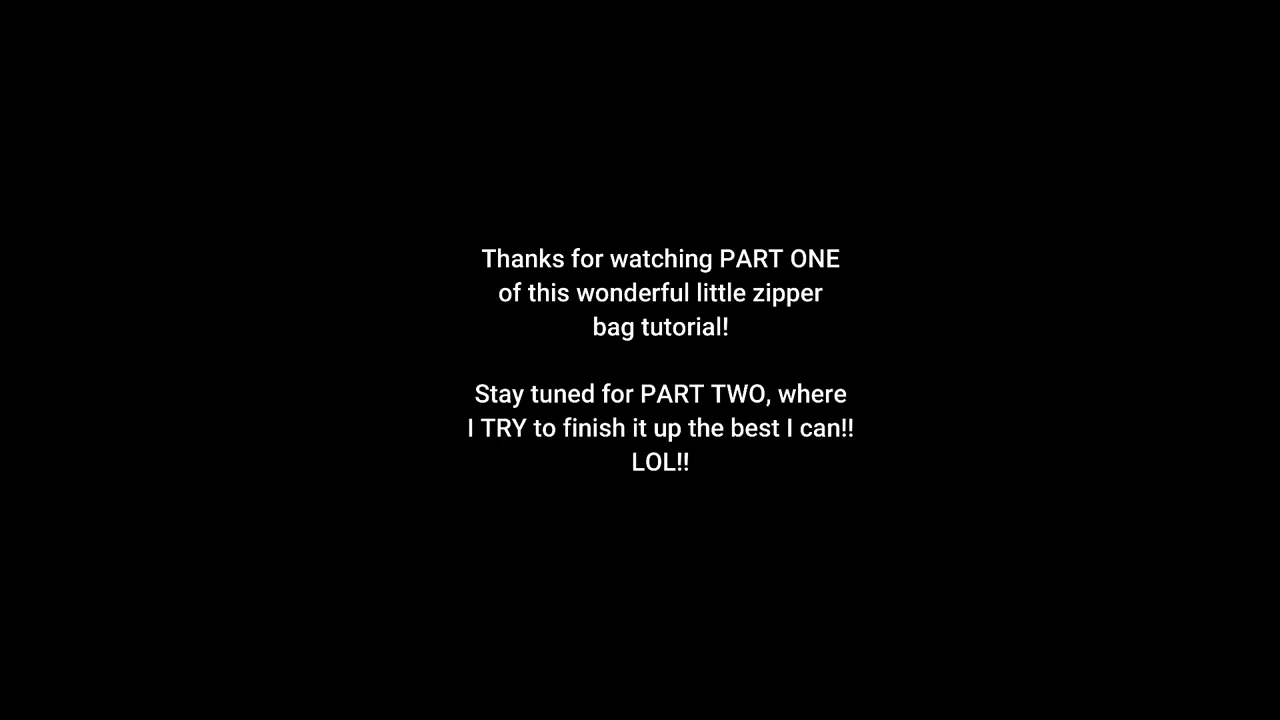 Thanks for watching PART ONE
of this wonderful little zipper
bag tutorial!
Stay tuned for PART TWO, where
I TRY to finish it up the best I can!!
LOL!!